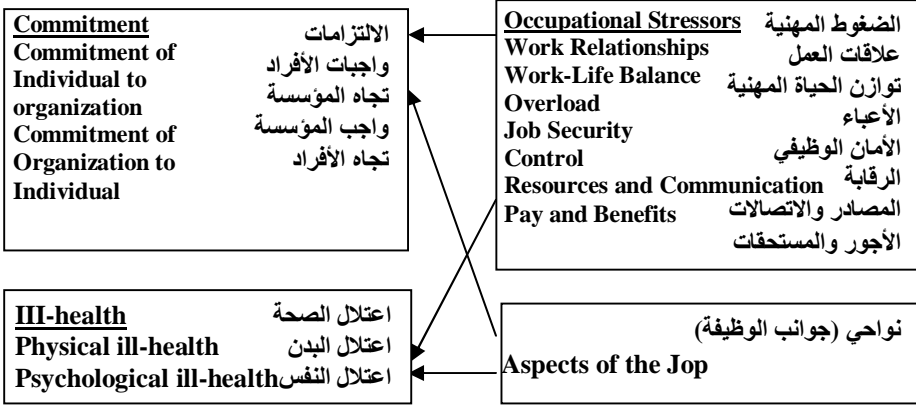 Commitment
Commitment of
Individual to
organization
Commitment of
Organization to
Individual
الالتزامات
واجبات الأفراد
تجاه المؤسسة
واجب المؤسسة
تجاه الأفراد
Occupational Stressors
Work Relationships
Work-Life Balance
Overload
Job Security
Control
Resources and Communication
Pay and Benefits
الضغوط المهنية
علاقات العمل
توازن الحياة المهنية
الأعباء
الأمان الوظيفي
الرقابة
المصادر والاتصالات
الأجور والمستحقات
III-health
Physical ill-health
Psychological ill-health
اعتلال الصحة
اعتلال البدن
اعتلال النفس
نواحي (جوانب الوظيفة)
Aspects of the Jop